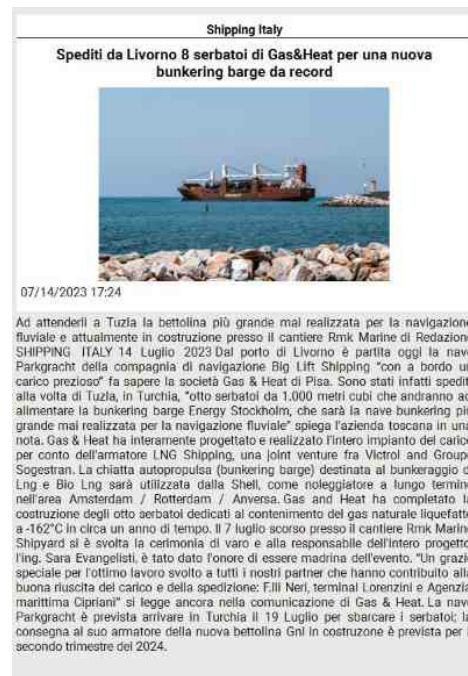 Shipping Italy
Spediti da Livorno 8 serbatoi di Gas&Heat per una nuova
bunkering barge da record
07/14/2023 17:24
Ad attenderli a Tuzla la bettolina più grande mai realizzata per la navigazione
fluviale e attualmente in costruzione presso il cantiere Rmk Marine di Redazione
SHIPPING ITALY 14 Luglio 2023 Dal porto di Livorno è partita oggi la nave
Parkgracht della compagnia di navigazione Big Lift Shipping "con a bordo un
carico prezioso" fa sapere la società Gas & Heat di Pisa. Sono stati infatti spediti
alla volta di Tuzla, in Turchia, "otto serbatoi da 1.000 metri cubi che andranno ad
alimentare la bunkering barge Energy Stockholm, che sarà la nave bunkering più
grande mai realizzata per la navigazione fluviale" spiega l'azienda toscana in una
nota. Gas & Heat ha interamente progettato e realizzato l'intero impianto del carico
per conto dell'armatore LNG Shipping, una joint venture fra Victrol and Groupe
Sogestran. La chiatta autopropulsa (bunkering barge) destinata al bunkeraggio di
Lng e Bio Lng sarà utilizzata dalla Shell, come noleggiatore a lungo termine
nell'area Amsterdam / Rotterdam / Anversa. Gas and Heat ha completato la
costruzione degli otto serbatoi dedicati al contenimento del gas naturale liquefatto
a -162°C in circa un anno di tempo. Il 7 luglio scorso presso il cantiere Rmk Marine
Shipyard si è svolta la cerimonia di varo e alla responsabile dell'intero progetto,
l'ing. Sara Evangelisti, è tato dato l'onore di essere madrina dell'evento. "Un grazie
speciale per l'ottimo lavoro svolto a tutti i nostri partner che hanno contribuito alla
buona riuscita del carico e della spedizione: F.lli Neri, terminal Lorenzini e Agenzia
marittima Cipriani" si legge ancora nella comunicazione di Gas & Heat. La nave
Parkgracht è prevista arrivare in Turchia il 19 Luglio per sbarcare i serbatoi; la
consegna al suo armatore della nuova bettolina Gnl in costruzone è prevista per il
secondo trimestre del 2024.